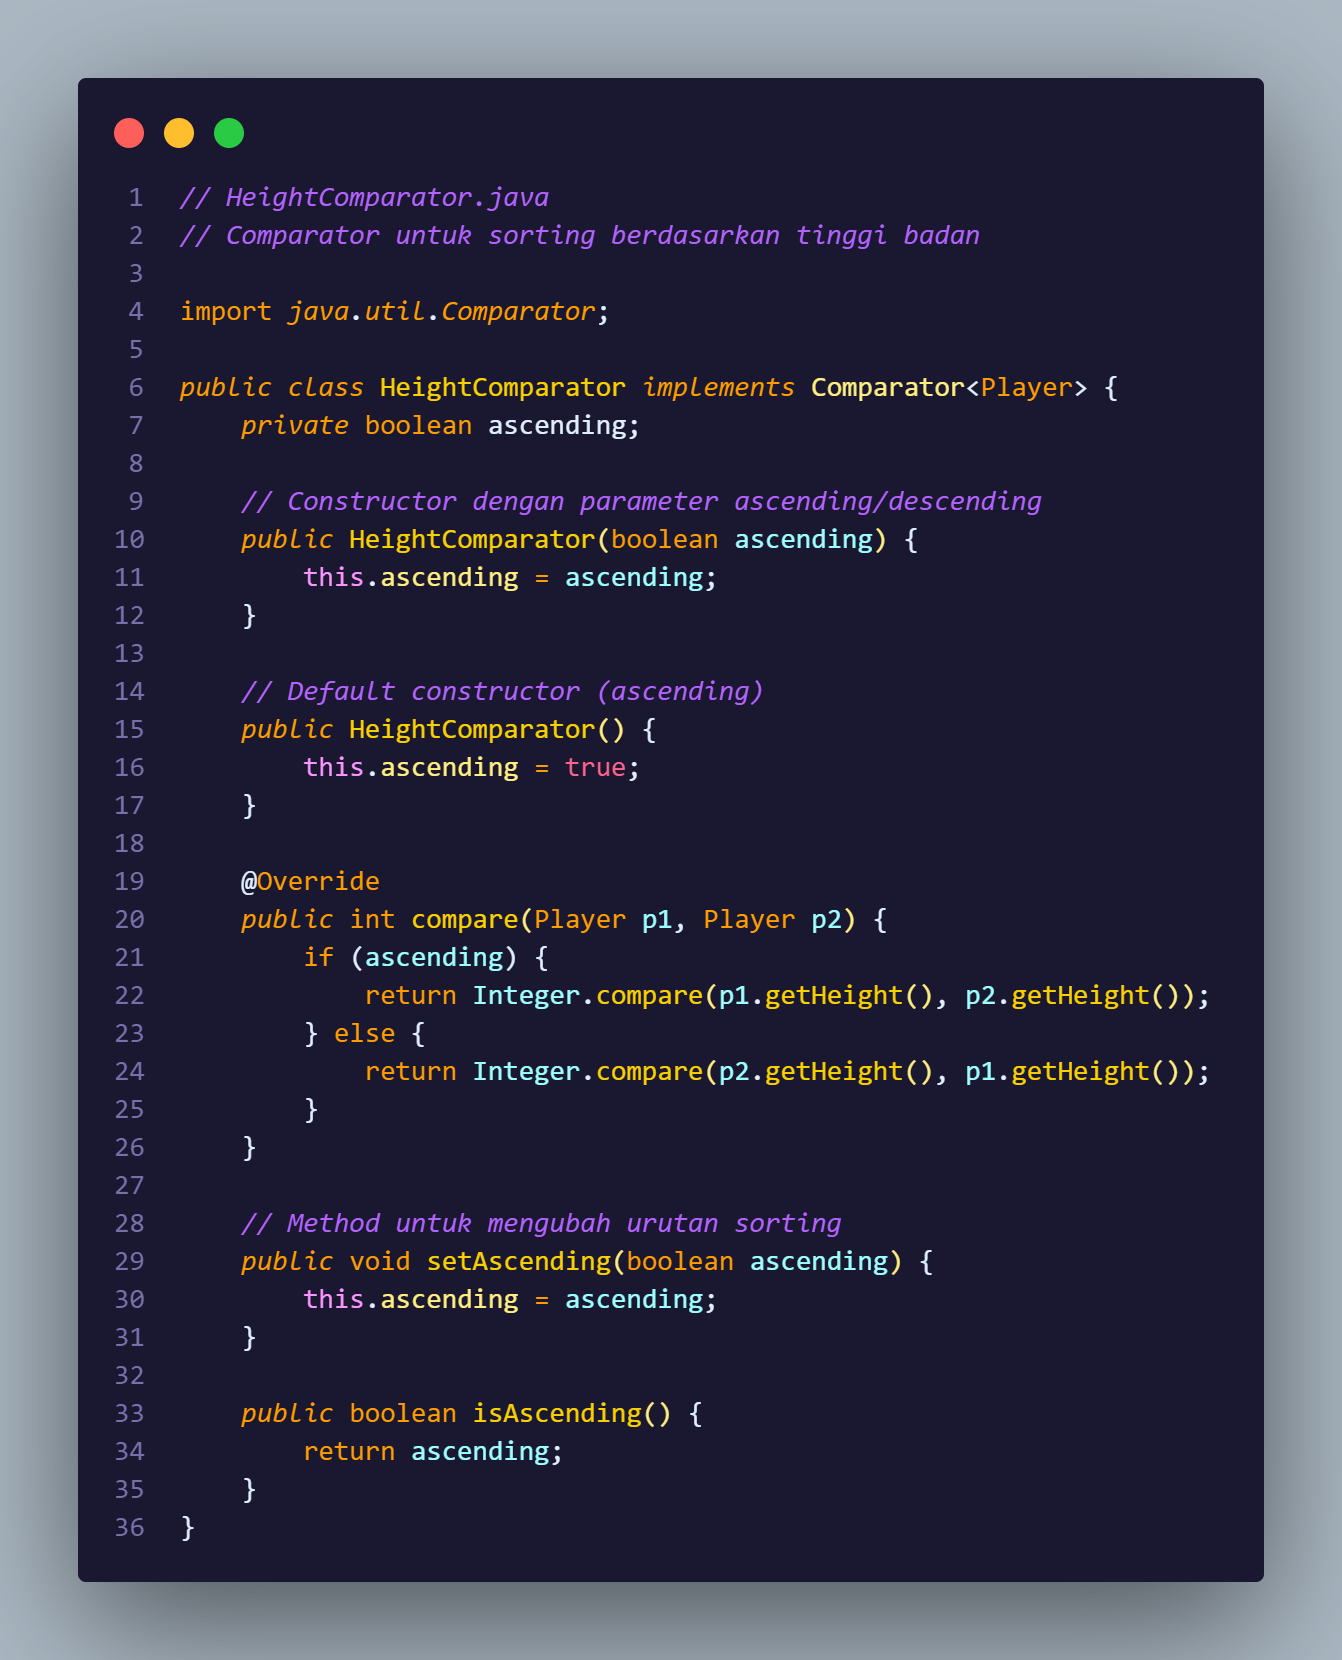 1 // HeightComparator.java
2 // Comparator untuk sorting berdasarkan tinggi badan
3
4 import java.util.Comparator;
5
6 public class HeightComparator implements Comparator<Player> {
7     private boolean ascending;
8
9     // Constructor dengan parameter ascending/descending
10     public HeightComparator(boolean ascending) {
11         this.ascending = ascending;
12     }
13
14     // Default constructor (ascending)
15     public HeightComparator() {
16         this.ascending = true;
17     }
18
19     @Override
20     public int compare(Player p1, Player p2) {
21         if (ascending) {
22             return Integer.compare(p1.getHeight(), p2.getHeight());
23         } else {
24             return Integer.compare(p2.getHeight(), p1.getHeight());
25         }
26     }
27
28     // Method untuk mengubah urutan sorting
29     public void setAscending(boolean ascending) {
30         this.ascending = ascending;
31     }
32
33     public boolean isAscending() {
34         return ascending;
35     }
36 }